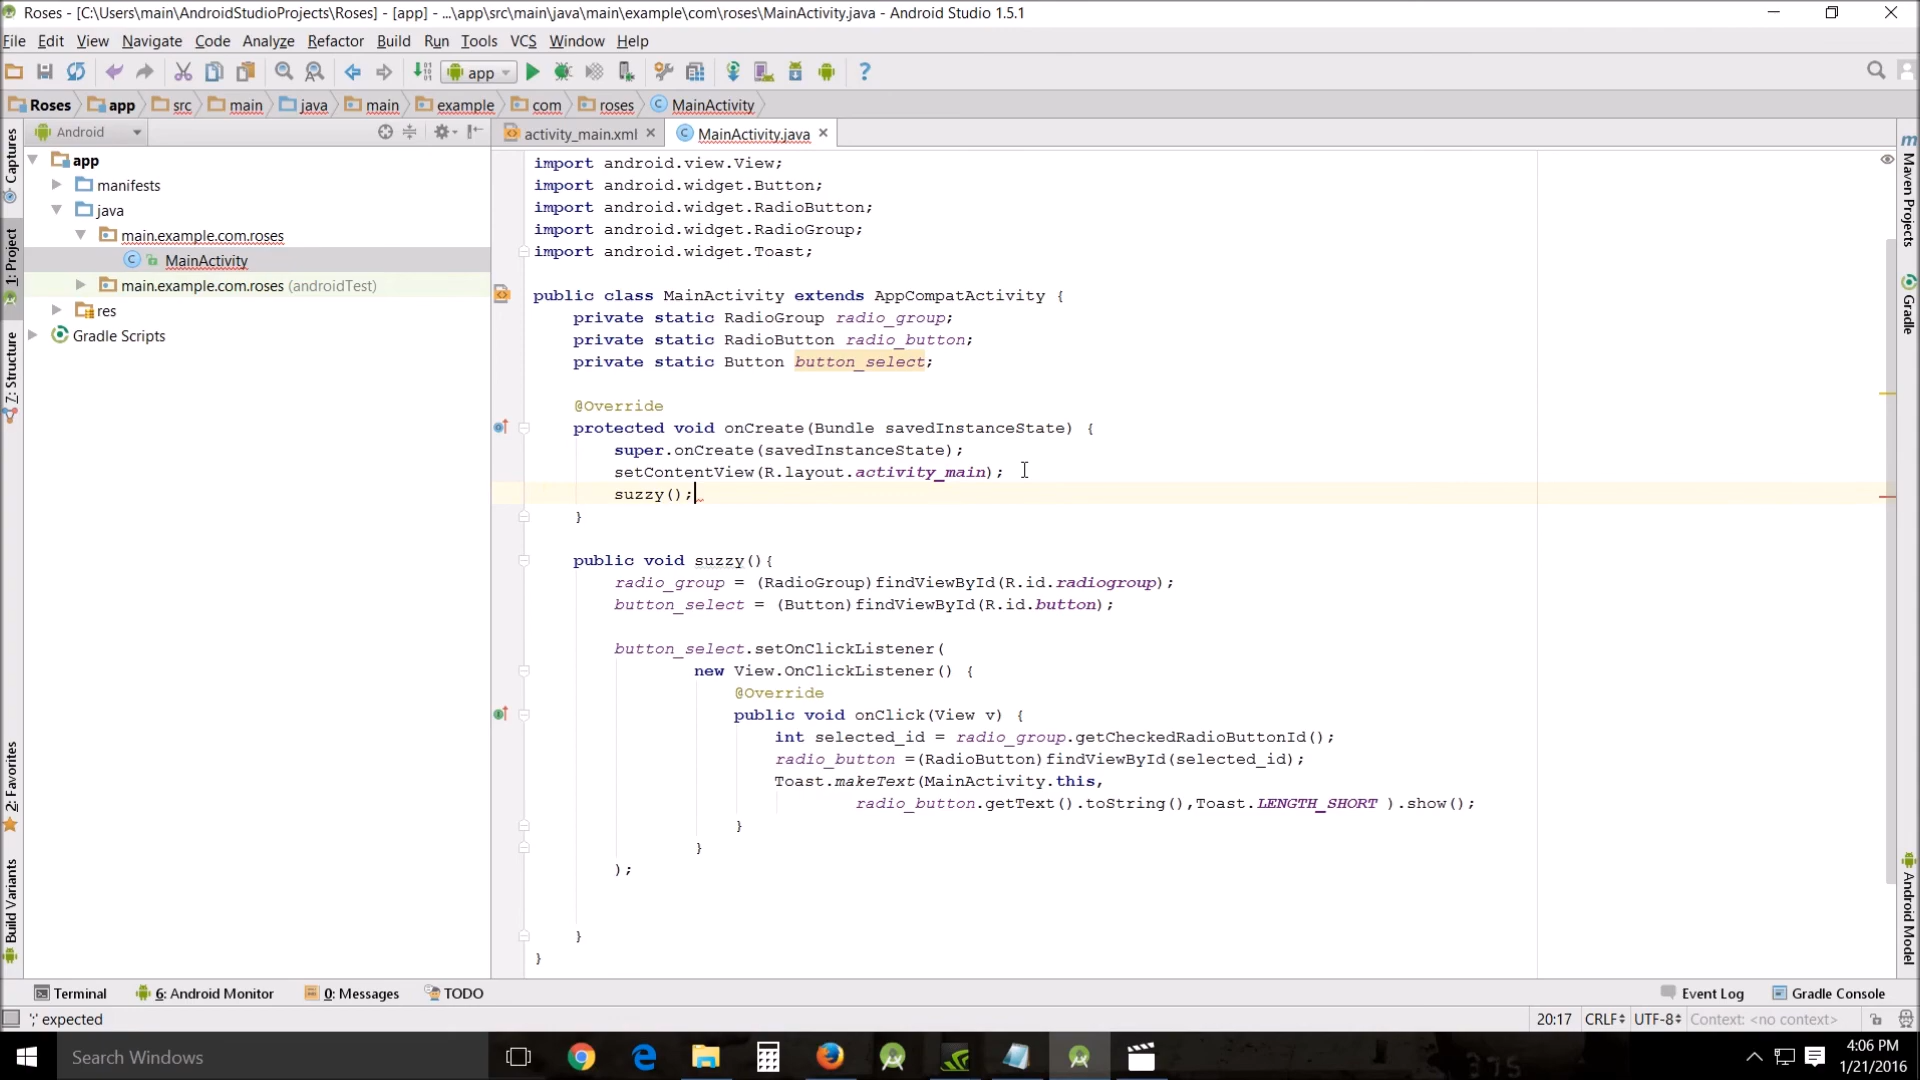 Roses - [C:\Users\main\AndroidStudioProjects\Roses] - [app] - ...\app\src\main\java\main\example\com\roses\MainActivity.java - Android Studio 1.5.1
File Edit View Navigate Code Analyze Refactor Build Run Tools VCS Window Help
app
Roses app src main java main example com roses MainActivity
Android
activity_main.xml
MainActivity.java
app
manifests
java
main.example.com.roses
MainActivity
main.example.com.roses (androidTest)
res
Gradle Scripts
Captures
1: Project
7: Structure
2: Favorites
Build Variants
import android.view.View;
import android.widget.Button;
import android.widget.RadioButton;
import android.widget.RadioGroup;
import android.widget.Toast;
public class MainActivity extends AppCompatActivity {
private static RadioGroup radio_group;
private static RadioButton radio_button;
private static Button button_select;
@Override
protected void onCreate(Bundle savedInstanceState) {
super.onCreate(savedInstanceState);
setContentView(R.layout.activity_main);
suzzy();
}
public void suzzy(){
radio_group = (RadioGroup)findViewById(R.id.radiogroup);
button_select = (Button)findViewById(R.id.button);
button_select.setOnClickListener(
new View.OnClickListener() {
@Override
public void onClick(View v) {
int selected_id = radio_group.getCheckedRadioButtonId();
radio_button =(RadioButton)findViewById(selected_id);
Toast.makeText(MainActivity.this,
radio_button.getText().toString(),Toast.LENGTH_SHORT ).show();
}
}
);
}
}
m Maven Projects
Gradle
Android Model
Terminal 6: Android Monitor 0: Messages TODO Event Log Gradle Console
';' expected 20:17 CRLF UTF-8 Context: <no context>
Search Windows
4:06 PM
1/21/2016